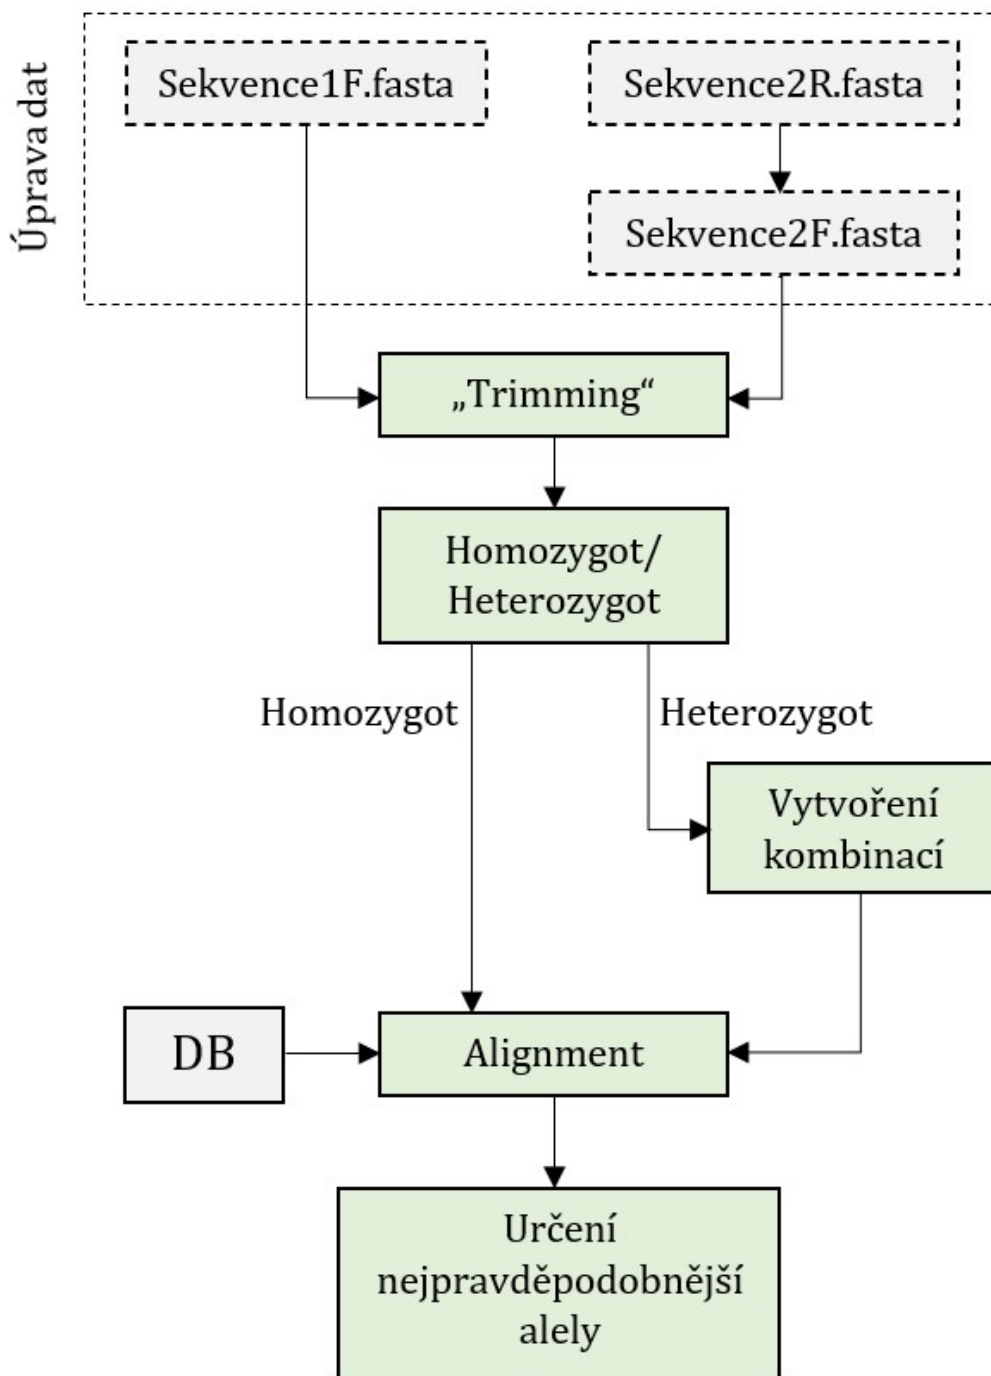 Úprava dat
Sekvence1F.fasta
Sekvence2R.fasta
Sekvence2F.fasta
„Trimming“
Homozygot/
Heterozygot
Homozygot
Heterozygot
Vytvoření
kombinací
DB
Alignment
Určení
nejpravděpodobnější
alely